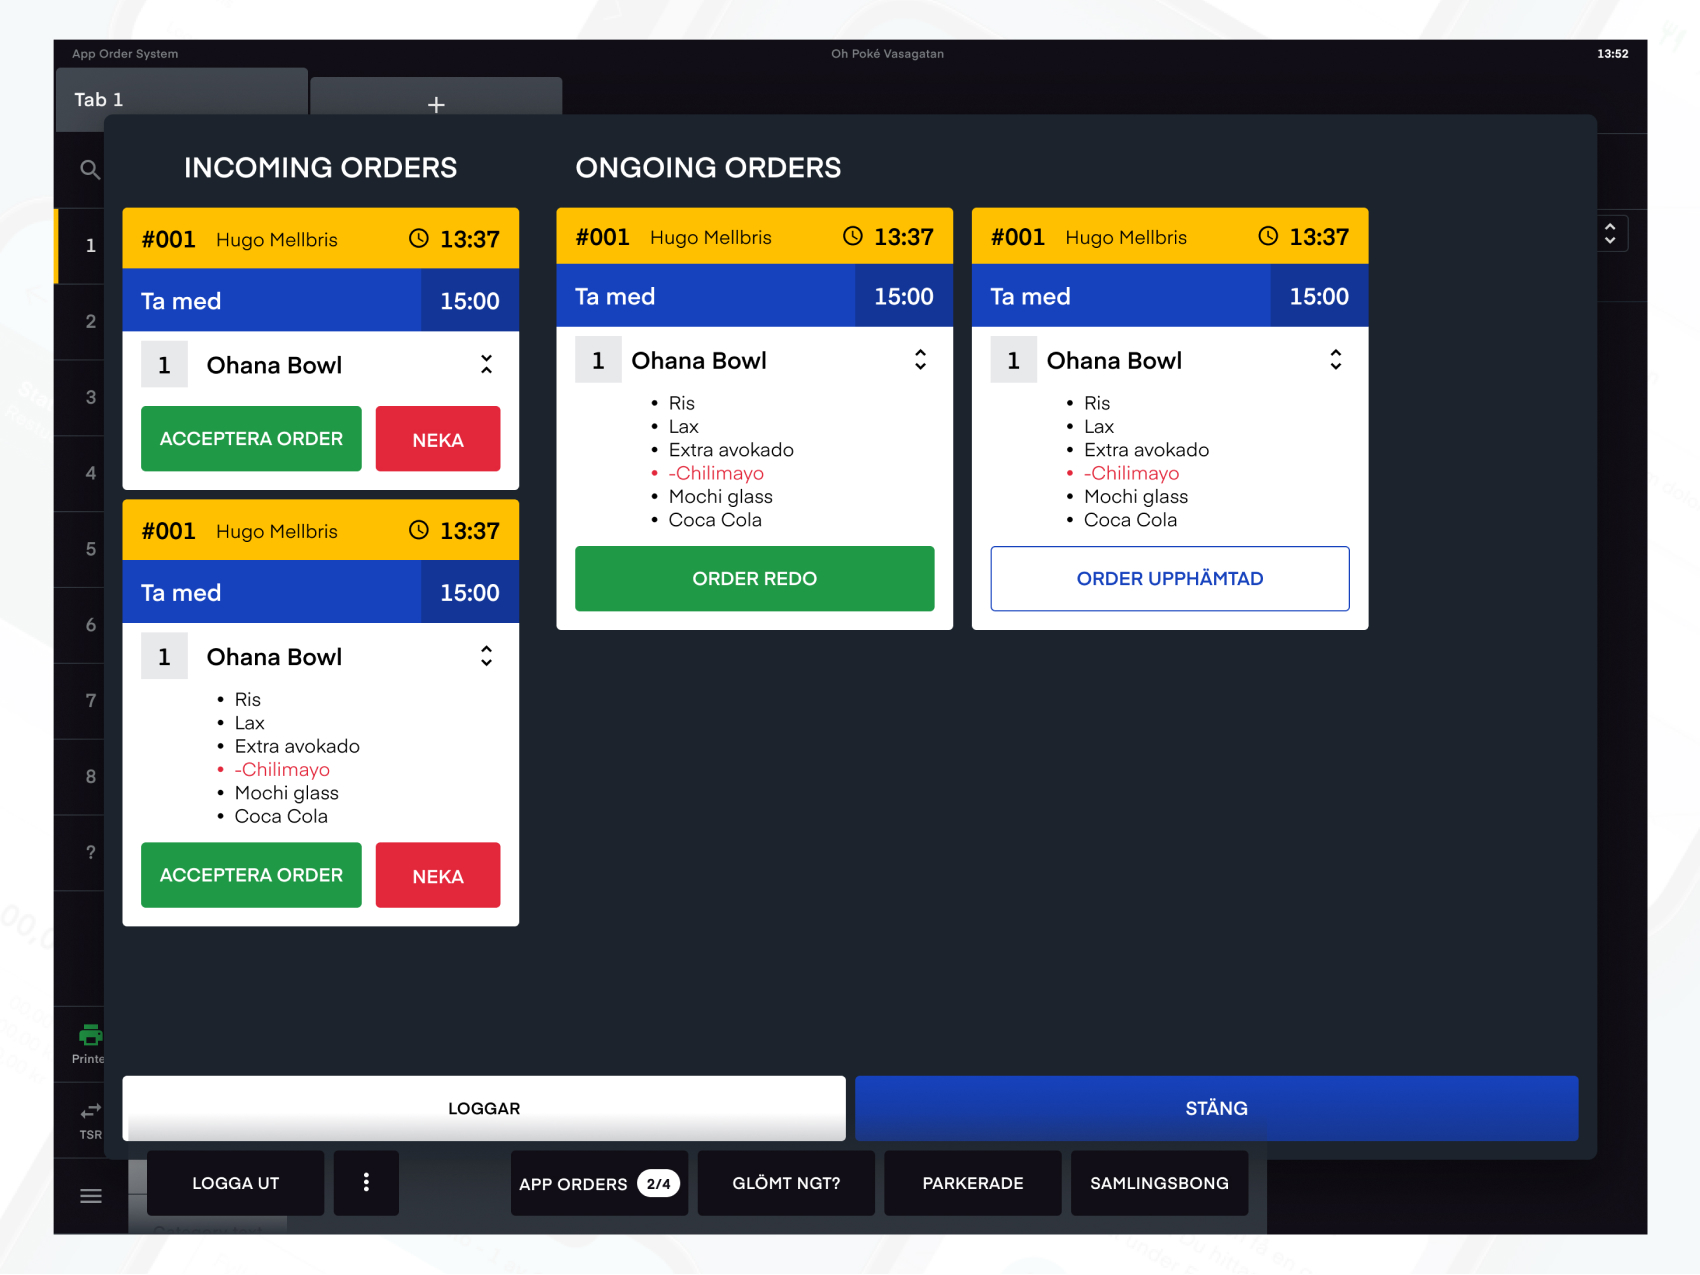 App Order System
Oh Poké Vasagatan
13:52
Tab 1
+
INCOMING ORDERS
ONGOING ORDERS
1
2
3
4
5
6
7
8
?
#001 Hugo Mellbris 13:37
Ta med 15:00
1 Ohana Bowl
ACCEPTERA ORDER
NEKA
#001 Hugo Mellbris 13:37
Ta med 15:00
1 Ohana Bowl
• Ris
• Lax
• Extra avokado
• -Chilimayo
• Mochi glass
• Coca Cola
ACCEPTERA ORDER
NEKA
#001 Hugo Mellbris 13:37
Ta med 15:00
1 Ohana Bowl
• Ris
• Lax
• Extra avokado
• -Chilimayo
• Mochi glass
• Coca Cola
ORDER REDO
#001 Hugo Mellbris 13:37
Ta med 15:00
1 Ohana Bowl
• Ris
• Lax
• Extra avokado
• -Chilimayo
• Mochi glass
• Coca Cola
ORDER UPPHÄMTAD
Printe
TSR
LOGGAR
STÄNG
LOGGA UT
APP ORDERS 2/4
GLÖMT NGT?
PARKERADE
SAMLINGSBONG